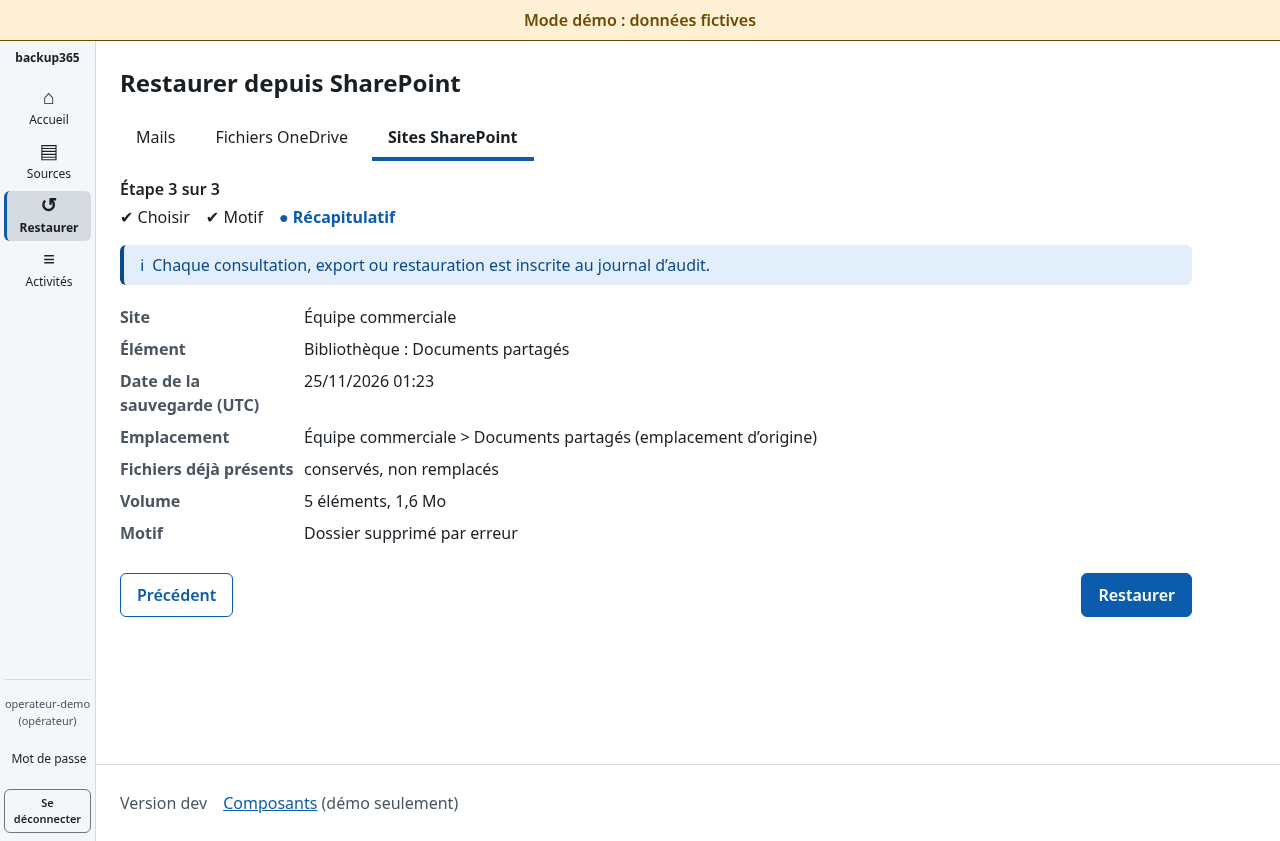 Mode démo : données fictives
backup365
Accueil
Sources
Restaurer
Activités
operateur-demo
(opérateur)
Mot de passe
Se
déconnecter
Restaurer depuis SharePoint
Mails Fichiers OneDrive Sites SharePoint
Étape 3 sur 3
✔ Choisir ✔ Motif ● Récapitulatif
i Chaque consultation, export ou restauration est inscrite au journal d’audit.
Site Équipe commerciale
Élément Bibliothèque : Documents partagés
Date de la 25/11/2026 01:23
sauvegarde (UTC)
Emplacement Équipe commerciale > Documents partagés (emplacement d’origine)
Fichiers déjà présents conservés, non remplacés
Volume 5 éléments, 1,6 Mo
Motif Dossier supprimé par erreur
Précédent Restaurer
Version dev Composants (démo seulement)